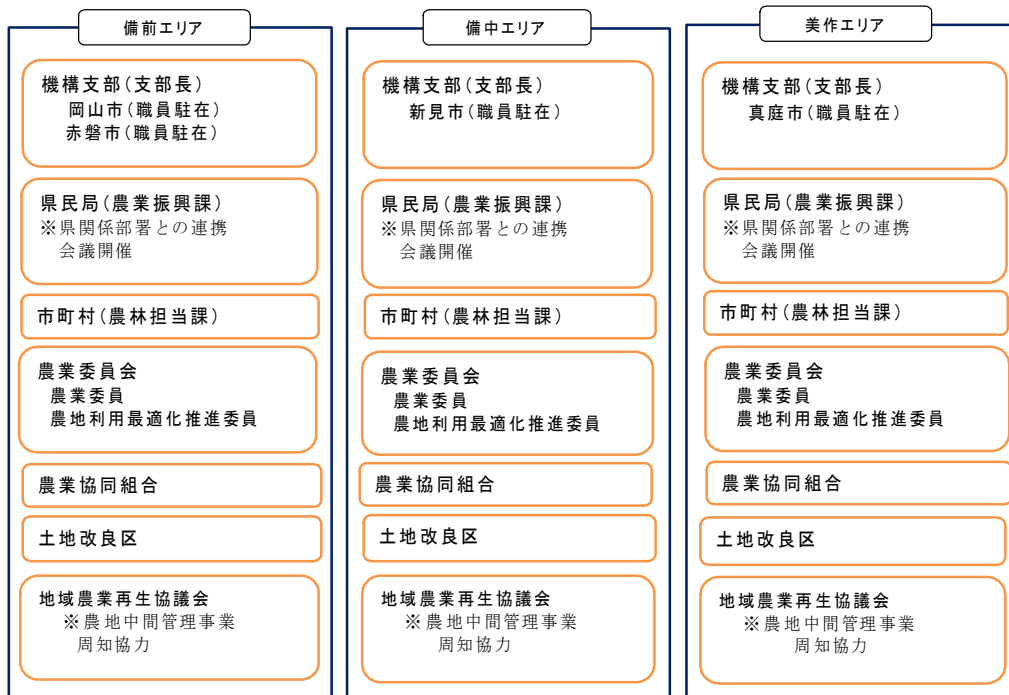 備前エリア
機構支部(支部長)
岡山市(職員駐在)
赤磐市(職員駐在)
県民局(農業振興課)
※県関係部署との連携
会議開催
市町村(農林担当課)
農業委員会
農業委員
農地利用最適化推進委員
農業協同組合
土地改良区
地域農業再生協議会
※農地中間管理事業
周知協力
備中エリア
機構支部(支部長)
新見市(職員駐在)
県民局(農業振興課)
※県関係部署との連携
会議開催
市町村(農林担当課)
農業委員会
農業委員
農地利用最適化推進委員
農業協同組合
土地改良区
地域農業再生協議会
※農地中間管理事業
周知協力
美作エリア
機構支部(支部長)
真庭市(職員駐在)
県民局(農業振興課)
※県関係部署との連携
会議開催
市町村(農林担当課)
農業委員会
農業委員
農地利用最適化推進委員
農業協同組合
土地改良区
地域農業再生協議会
※農地中間管理事業
周知協力